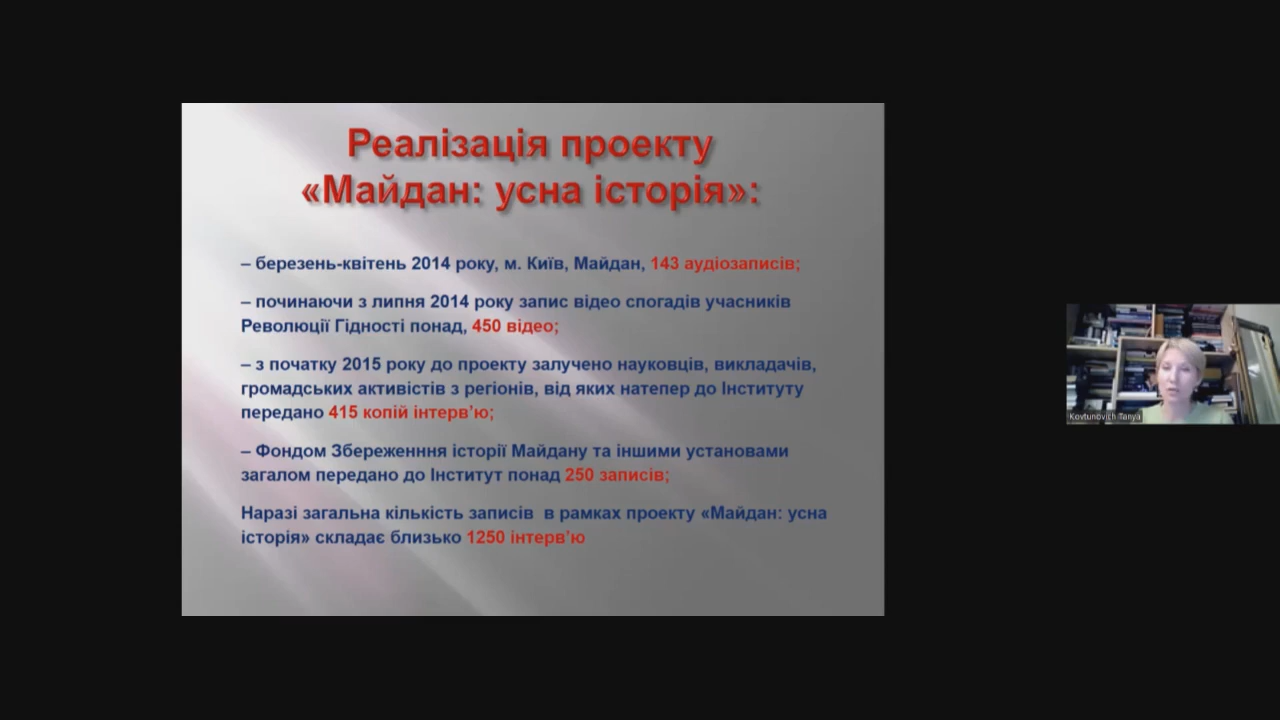 Реалізація проекту
«Майдан: усна історія»:
– березень-квітень 2014 року, м. Київ, Майдан, 143 аудіозаписів;
– починаючи з липня 2014 року запис відео спогадів учасників
Революції Гідності понад, 450 відео;
– з початку 2015 року до проекту залучено науковців, викладачів,
громадських активістів з регіонів, від яких натепер до Інституту
передано 415 копій інтерв’ю;
– Фондом Збереженння історії Майдану та іншими установами
загалом передано до Інститут понад 250 записів;
Наразі загальна кількість записів в рамках проекту «Майдан: усна
історія» складає близько 1250 інтерв’ю
Kovtunovich Tanya